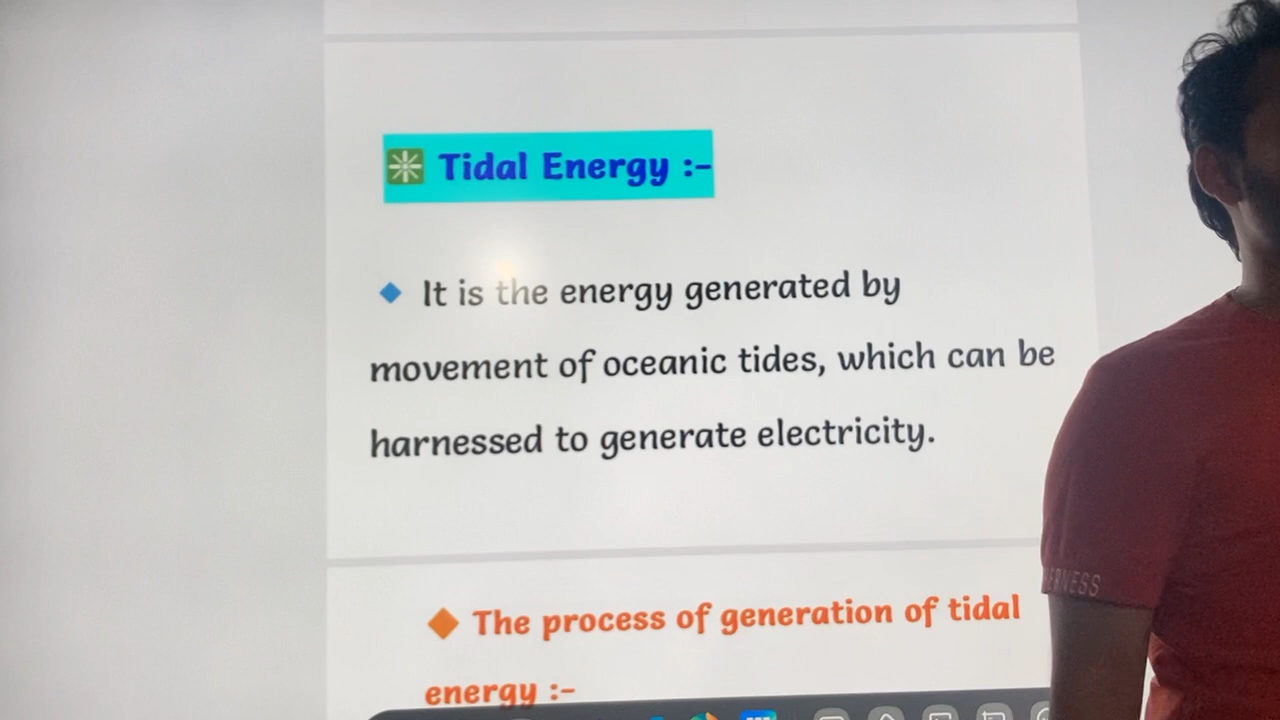 Tidal Energy :-
It is the energy generated by
movement of oceanic tides, which can be
harnessed to generate electricity.
The process of generation of tidal
energy :-